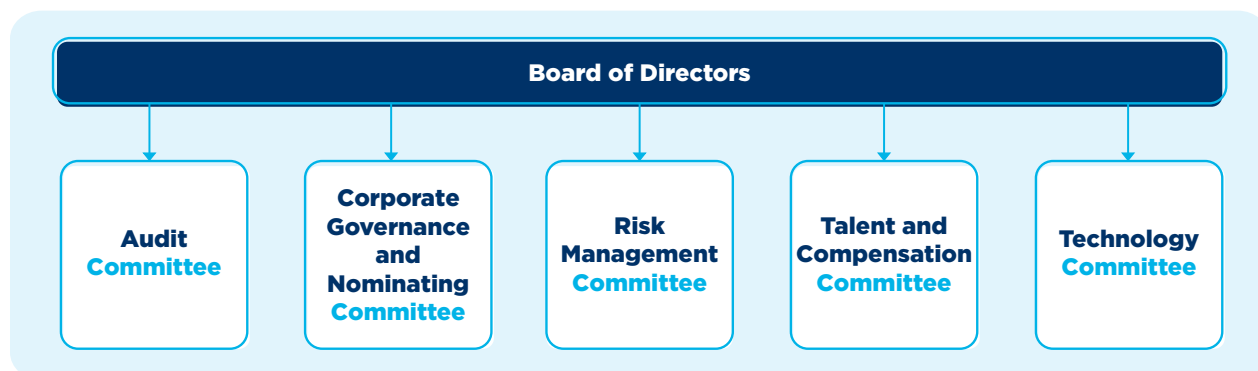 Board of Directors
Audit
Committee
Corporate
Governance
and
Nominating
Committee
Risk
Management
Committee
Talent and
Compensation
Committee
Technology
Committee